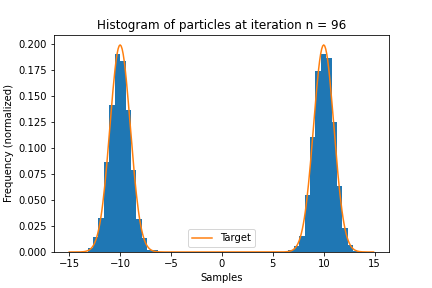 Histogram of particles at iteration n = 96
Frequency (normalized)
0.200
0.175
0.150
0.125
0.100
0.075
0.050
0.025
0.000
−15 −10 −5 0 5 10 15
Target
Samples